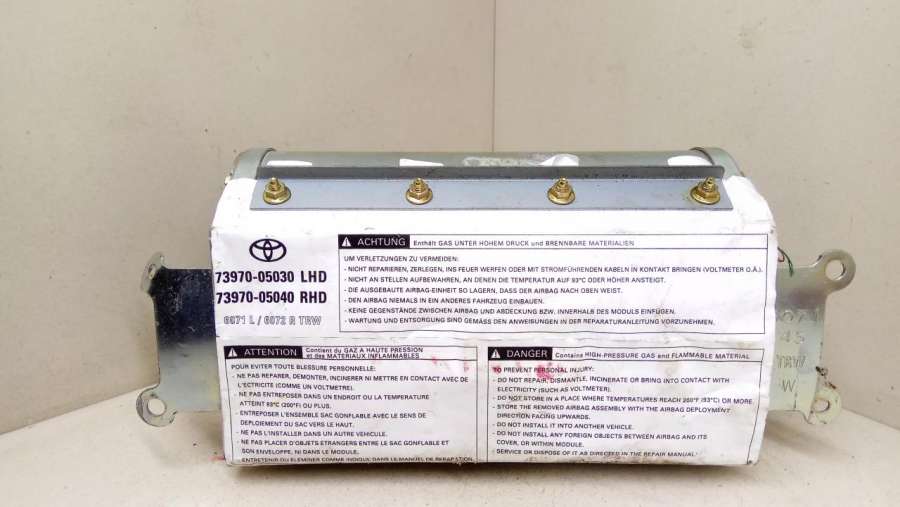 73970-05030 LHD
73970-05040 RHD
6071 L / 6072 R TRW
ACHTUNG Enthält GAS UNTER HOHEM DRUCK und BRENNBARE MATERIALIEN
UM VERLETZUNGEN ZU VERMEIDEN:
- NICHT REPARIEREN, ZERLEGEN, INS FEUER WERFEN ODER MIT STROMFÜHRENDEN KABELN IN KONTAKT BRINGEN (VOLTMETER O.Ä.).
- NICHT AN STELLEN AUFBEWAHREN, AN DENEN DIE TEMPERATUR AUF 93°C ODER HÖHER ANSTEIGT.
- DIE AUSGEBAUTE AIRBAG-EINHEIT SO LAGERN, DASS DER AIRBAG NACH OBEN WEIST.
- DEN AIRBAG NIEMALS IN EIN ANDERES FAHRZEUG EINBAUEN.
- KEINE GEGENSTÄNDE ZWISCHEN AIRBAG UND ABDECKUNG BZW. INNERHALB DES MODULS EINFÜGEN.
- WARTUNG UND ENTSORGUNG SIND GEMÄSS DEN ANWEISUNGEN IN DER REPARATURANLEITUNG VORZUNEHMEN.
ATTENTION Contient du GAZ A HAUTE PRESSION
et des MATERIAUX INFLAMMABLES
POUR EVITER TOUTE BLESSURE PERSONNELLE:
- NE PAS REPARER, DEMONTER, INCINERER NI METTRE EN CONTACT AVEC DE
L'ECTRICITE (COMME UN VOLTMETRE).
- NE PAS ENTREPOSER DANS UN ENDROIT OU LA TEMPERATURE
ATTEINT 93°C (200°F) OU PLUS.
- ENTREPOSER L'ENSEMBLE SAC GONFLABLE AVEC LE SENS DE
DEPLOIEMENT DU SAC VERS LE HAUT.
- NE PAS L'INSTALLER DANS UN AUTRE VEHICULE.
- NE PAS PLACER D'OBJETS ETRANGERS ENTRE LE SAC GONFLABLE ET
SON ENVELOPPE, NI DANS LE MODULE.
- ENTRETENIR OU ELIMINER COMME INDIQUE DANS LE MANUEL DE REPARATION
DANGER Contains HIGH-PRESSURE GAS and FLAMMABLE MATERIAL
TO PREVENT PERSONAL INJURY:
- DO NOT REPAIR, DISMANTLE, INCINERATE OR BRING INTO CONTACT WITH
ELECTRICITY (SUCH AS VOLTMETER).
- DO NOT STORE IN A PLACE WHERE TEMPERATURES REACH 200°F (93°C) OR MORE.
- STORE THE REMOVED AIRBAG ASSEMBLY WITH THE AIRBAG DEPLOYMENT
DIRECTION FACING UPWARDS.
- DO NOT INSTALL IT INTO ANOTHER VEHICLE.
- DO NOT INSTALL ANY FOREIGN OBJECTS BETWEEN AIRBAG AND ITS
COVER, OR WITHIN MODULE.
- SERVICE OR DISPOSE OF IT AS DIRECTED IN THE REPAIR MANUAL.
45
TRW
W